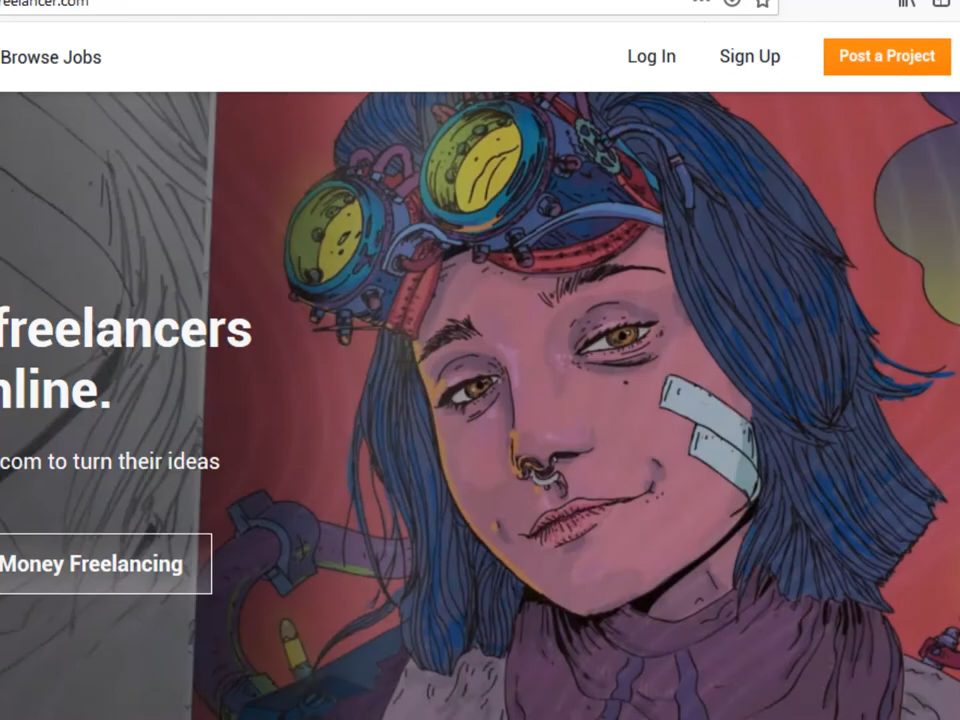 reelancer.com
Browse Jobs
Log In
Sign Up
Post a Project
freelancers
nline.
com to turn their ideas
Money Freelancing